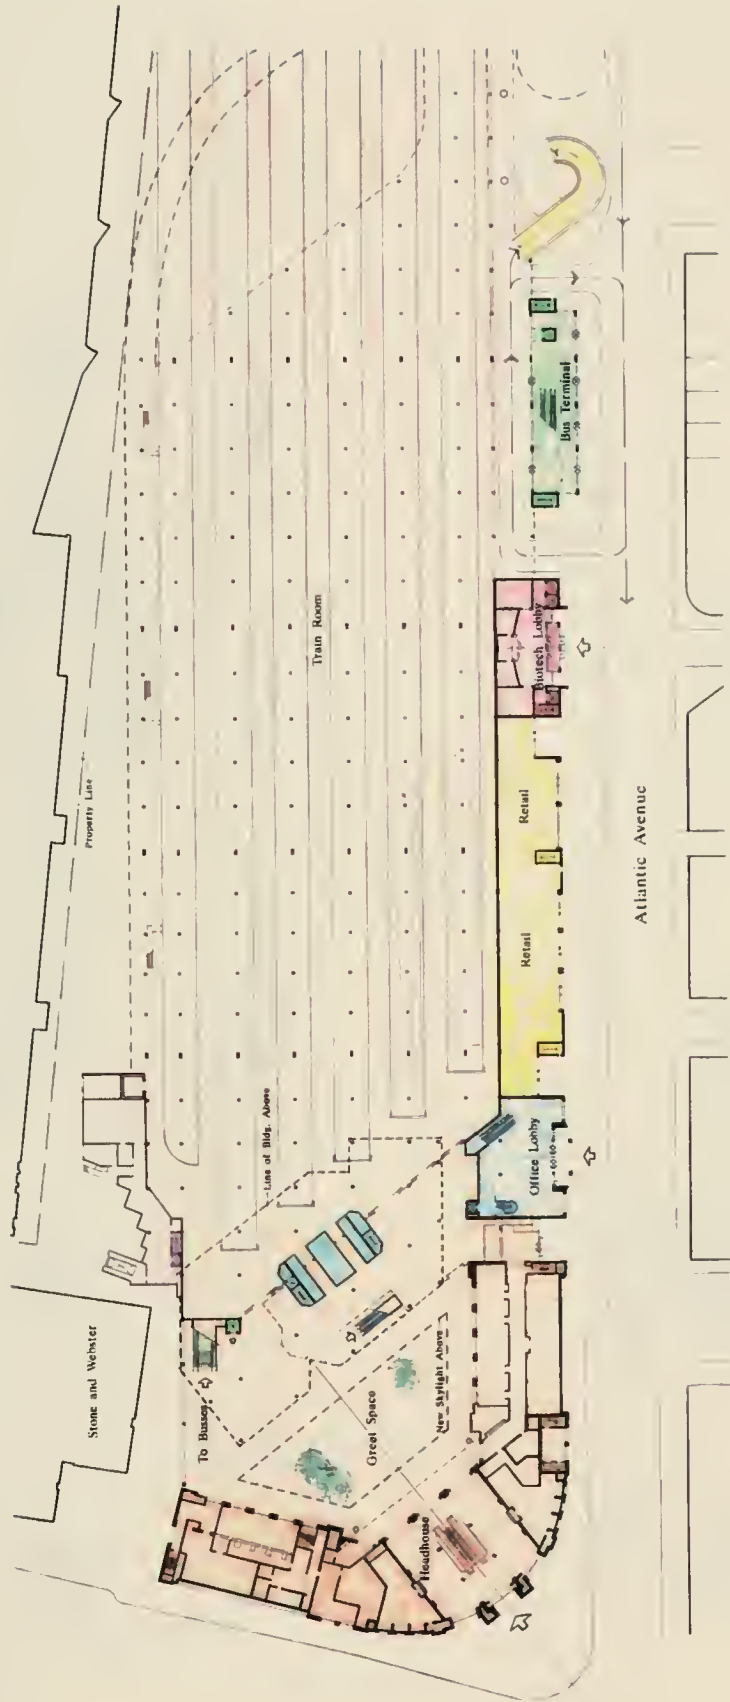 Stone and Webster
Property Line
To Busses
Line of Bldg. Above
Train Room
Great Space
New Skylight Above
Headhouse
Office Lobby
Retail
Retail
Biotech Lobby
Bus Terminal
Atlantic Avenue